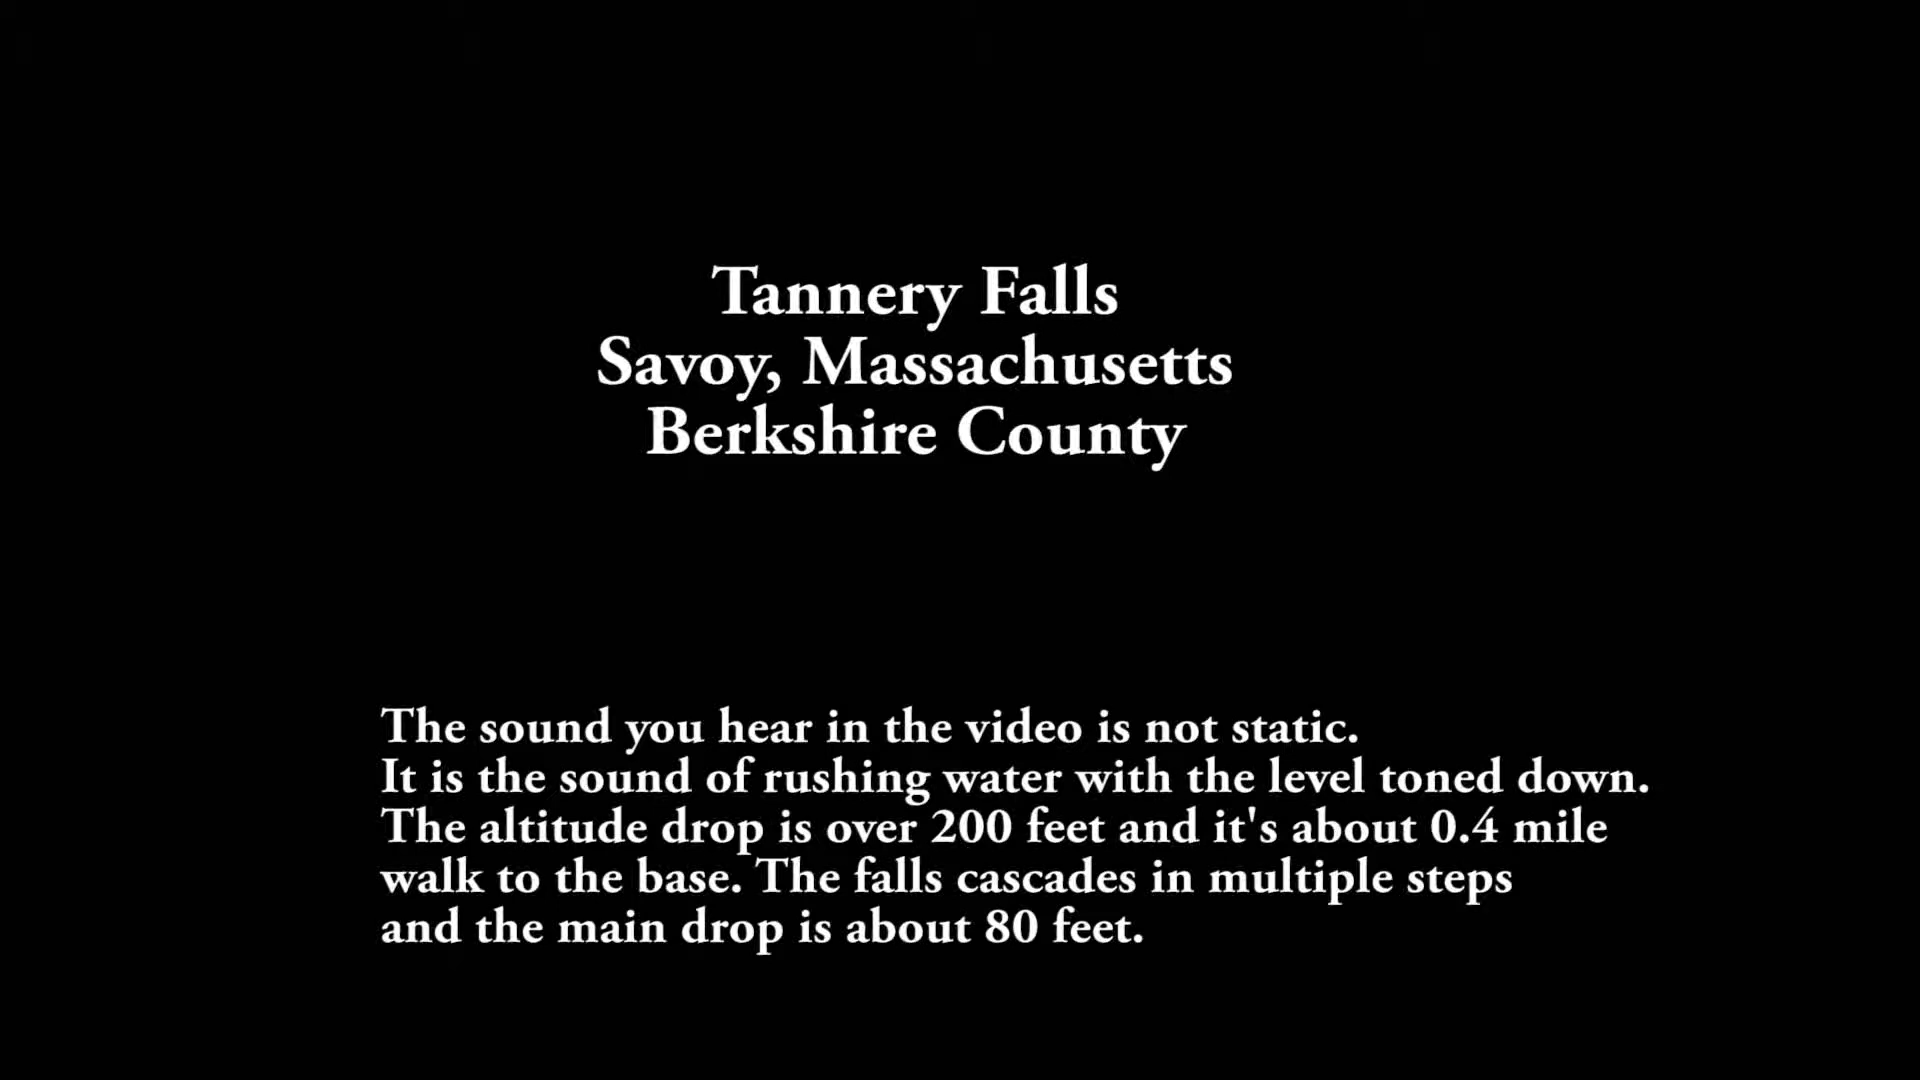 Tannery Falls
Savoy, Massachusetts
Berkshire County
The sound you hear in the video is not static.
It is the sound of rushing water with the level toned down.
The altitude drop is over 200 feet and it's about 0.4 mile
walk to the base. The falls cascades in multiple steps
and the main drop is about 80 feet.